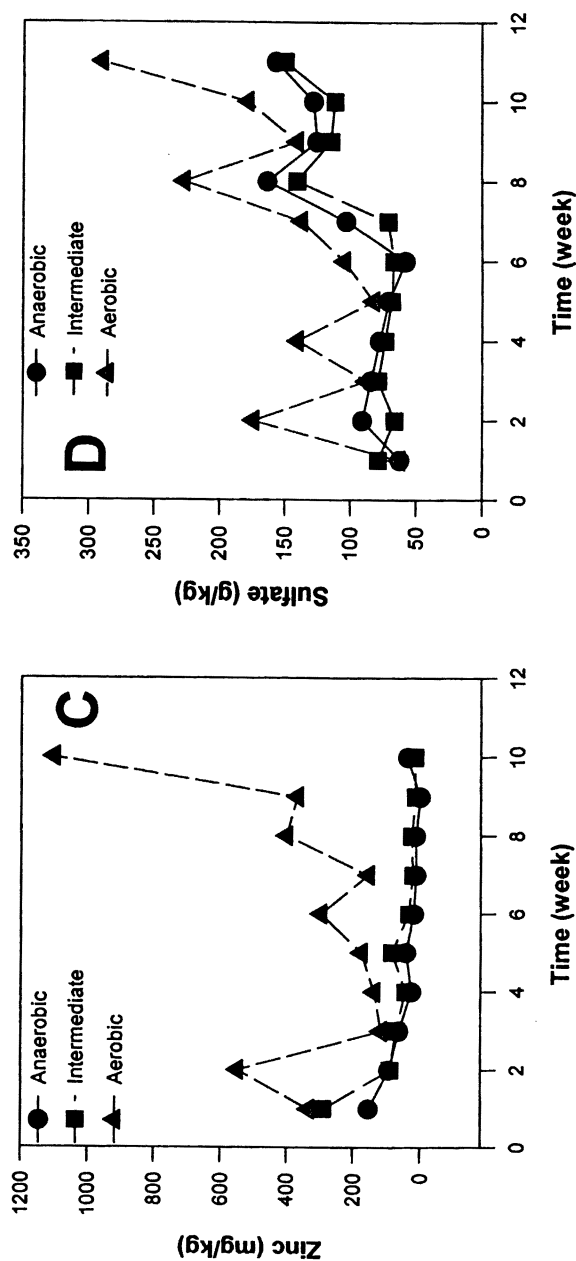 C
Anaerobic
Intermediate
Aerobic
Zinc (mg/kg)
1200
1000
800
600
400
200
0
0 2 4 6 8 10 12
Time (week)
D
Anaerobic
Intermediate
Aerobic
Sulfate (g/kg)
350
300
250
200
150
100
50
0
0 2 4 6 8 10 12
Time (week)